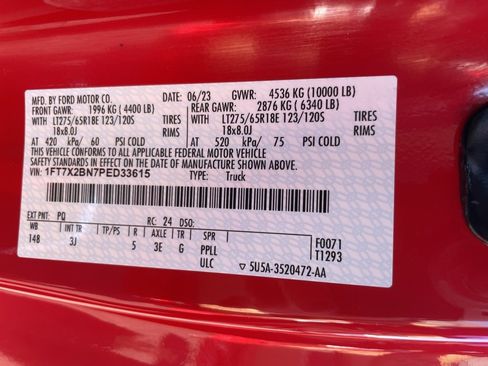 MFD. BY FORD MOTOR CO. 06/23 GVWR: 4536 KG (10000 LB)
FRONT GAWR: 1996 KG (4400 LB) REAR GAWR: 2876 KG (6340 LB)
WITH LT275/65R18E 123/120S TIRES WITH LT275/65R18E 123/120S TIRES
18x8.0J RIMS 18x8.0J RIMS
AT 420 kPa/ 60 PSI COLD AT 520 kPa/ 75 PSI COLD
THIS VEHICLE CONFORMS TO ALL APPLICABLE FEDERAL MOTOR VEHICLE
SAFETY STANDARDS IN EFFECT ON THE DATE OF MANUFACTURE SHOWN ABOVE.
VIN: 1FT7X2BN7PED33615 TYPE: Truck
EXT PNT: PQ RC: 24 DSO:
WB TP/PS R AXLE TR SPR F0071
148 3J 5 3E G PPLL T1293
ULC ▽ 5U5A-3520472-AA